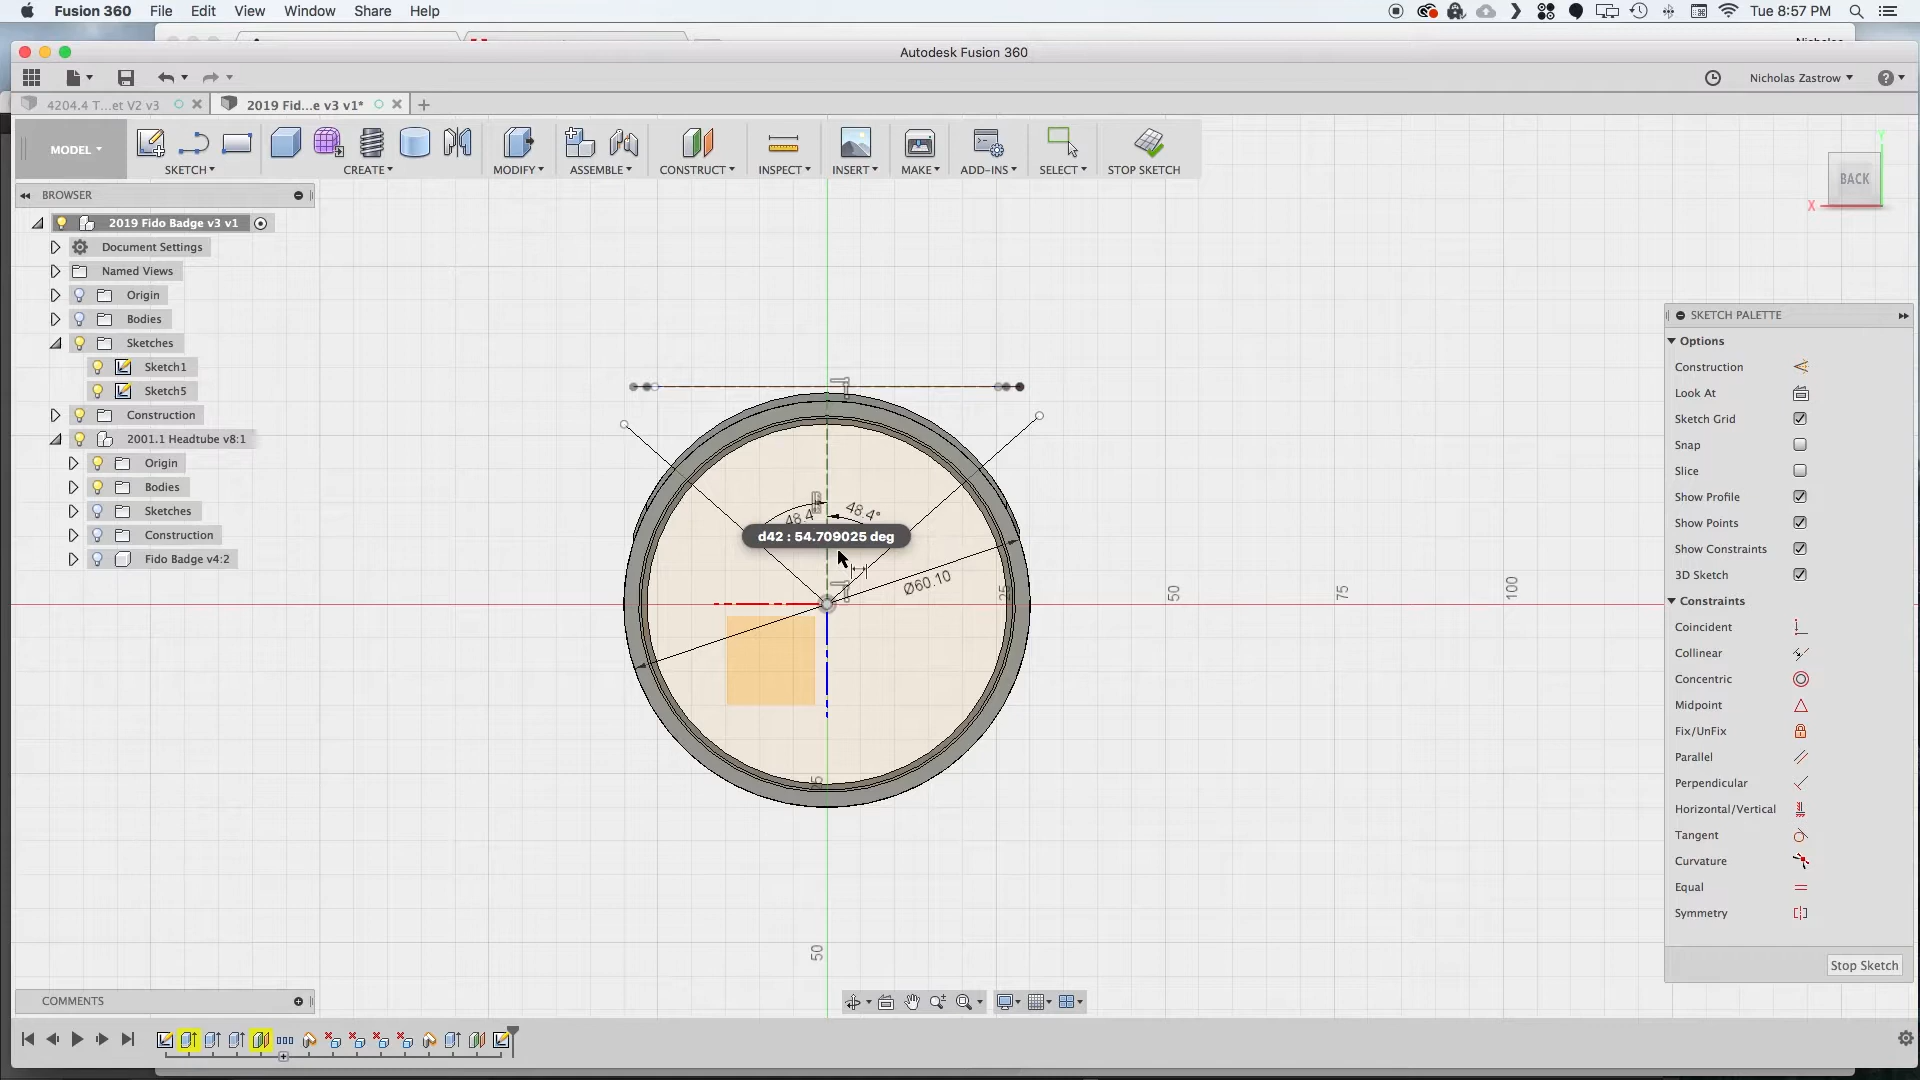 Fusion 360 File Edit View Window Share Help Tue 8:57 PM
Autodesk Fusion 360
Nicholas Zastrow
4204.4 T...et V2 v3 2019 Fid...e v3 v1*
MODEL SKETCH CREATE MODIFY ASSEMBLE CONSTRUCT INSPECT INSERT MAKE ADD-INS SELECT STOP SKETCH
BACK
X
Y
BROWSER
2019 Fido Badge v3 v1
Document Settings
Named Views
Origin
Bodies
Sketches
Sketch1
Sketch5
Construction
2001.1 Headtube v8:1
Origin
Bodies
Sketches
Construction
Fido Badge v4:2
48.4° 48.4°
d42 : 54.709025 deg
Ø60.10
25 50 75 100
25
50
SKETCH PALETTE
Options
Construction
Look At
Sketch Grid
Snap
Slice
Show Profile
Show Points
Show Constraints
3D Sketch
Constraints
Coincident
Collinear
Concentric
Midpoint
Fix/UnFix
Parallel
Perpendicular
Horizontal/Vertical
Tangent
Curvature
Equal
Symmetry
Stop Sketch
COMMENTS